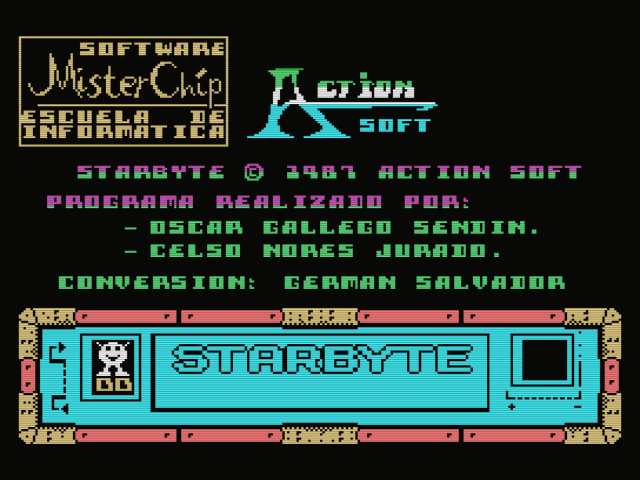 SOFTWARE
MisterChip
ESCUELA DE
INFORMATICA
ACTION
SOFT
STARBYTE © 1987 ACTION SOFT
PROGRAMA REALIZADO POR:
- OSCAR GALLEGO SENDIN.
- CELSO NORES JURADO.
CONVERSION: GERMAN SALVADOR
STARBYTE
BB
+ -